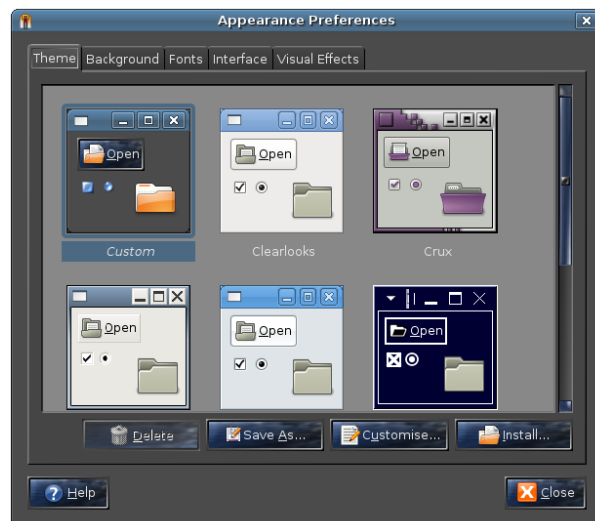 Appearance Preferences
Theme Background Fonts Interface Visual Effects
Open Open Open
Custom Clearlooks Crux
Open Open Open
Delete Save As... Customise... Install...
Help Close